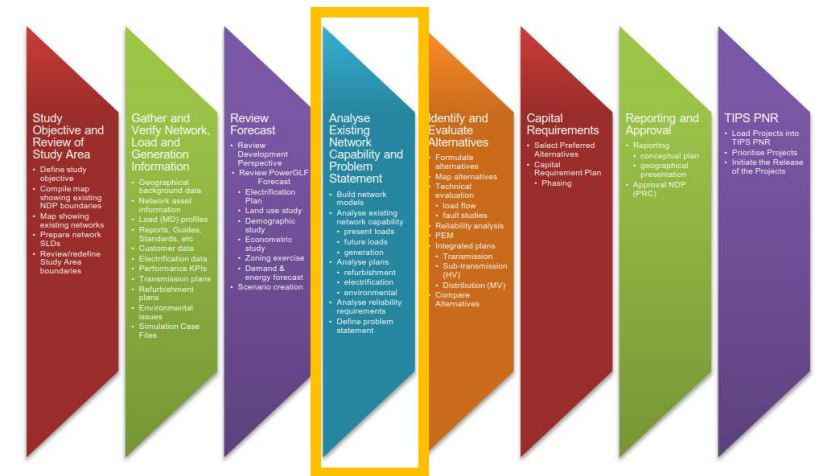 Study
Objective and
Review of
Study Area
• Define study
objective
• Compile map
showing existing
NDP boundaries
• Map showing
existing networks
• Prepare network
SLDs
• Review/redefine
Study Area
boundaries
Gather and
Verify Network,
Load and
Generation
Information
• Geographical
background data
• Network asset
information
• Load (MD) profiles
• Reports, Guides,
Standards, etc
• Customer data
• Electrification data
• Performance KPIs
• Transmission plans
• Refurbishment
plans
• Environmental
issues
• Simulation Case
Files
Review
Forecast
• Review
Development
Perspective
• Review PowerGLF
Forecast
• Electrification
Plan
• Land use study
• Demographic
study
• Econometric
study
• Zoning exercise
• Demand &
energy forecast
• Scenario creation
Analyse
Existing
Network
Capability and
Problem
Statement
• Build network
models
• Analyse existing
network capability
• present loads
• future loads
• generation
• Analyse plans
• refurbishment
• electrification
• environmental
• Analyse reliability
requirements
• Define problem
statement
Identify and
Evaluate
Alternatives
• Formulate
alternatives
• Map alternatives
• Technical
evaluation
• load flow
• fault studies
• Reliability analysis
• PEM
• Integrated plans
• Transmission
• Sub-transmission
(HV)
• Distribution (MV)
• Compare
Alternatives
Capital
Requirements
• Select Preferred
Alternatives
• Capital
Requirement Plan
• Phasing
Reporting and
Approval
• Reporting
• conceptual plan
• geographical
presentation
• Approval NDP
(PRC)
TIPS PNR
• Load Projects into
TIPS PNR
• Prioritise Projects
• Initiate the Release
of the Projects